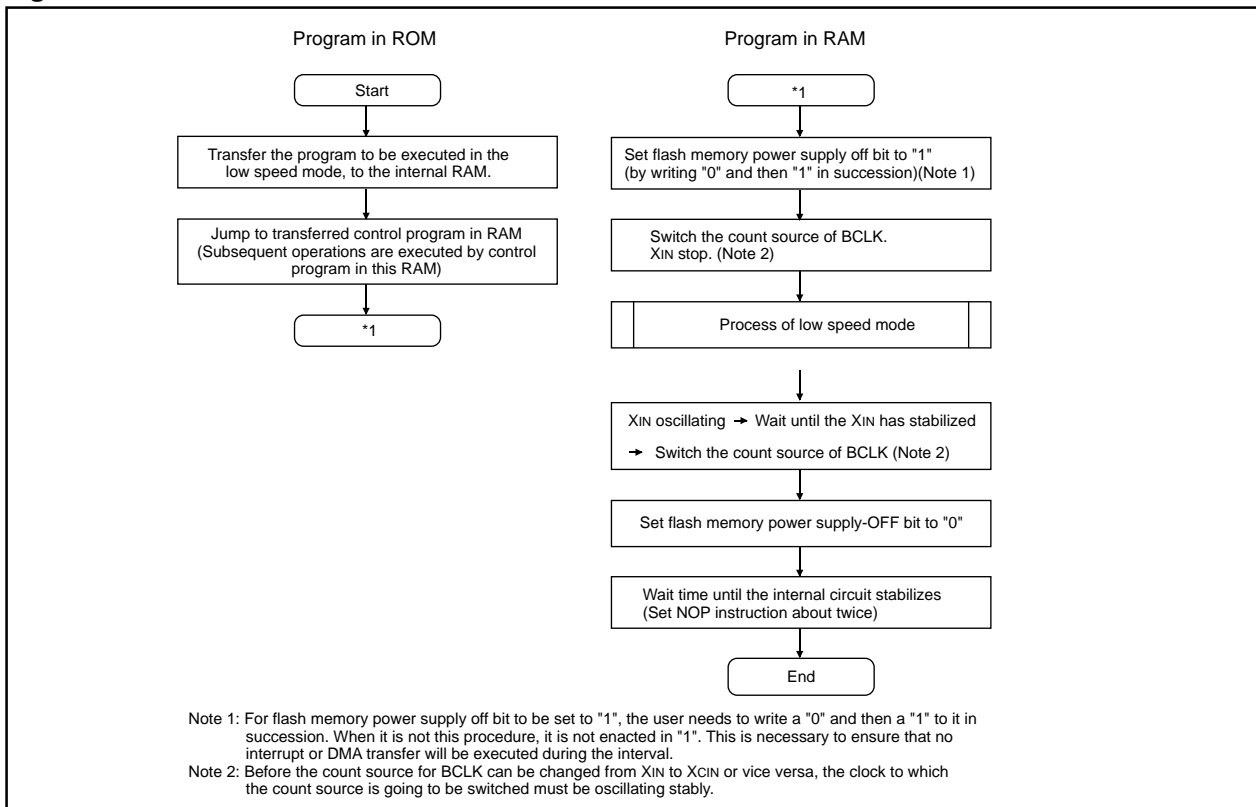 Program in ROM
Start
Transfer the program to be executed in the
low speed mode, to the internal RAM.
Jump to transferred control program in RAM
(Subsequent operations are executed by control
program in this RAM)
*1
Program in RAM
*1
Set flash memory power supply off bit to "1"
(by writing "0" and then "1" in succession)(Note 1)
Switch the count source of BCLK.
XIN stop. (Note 2)
Process of low speed mode
XIN oscillating → Wait until the XIN has stabilized
→ Switch the count source of BCLK (Note 2)
Set flash memory power supply-OFF bit to "0"
Wait time until the internal circuit stabilizes
(Set NOP instruction about twice)
End
Note 1: For flash memory power supply off bit to be set to "1", the user needs to write a "0" and then a "1" to it in
succession. When it is not this procedure, it is not enacted in "1". This is necessary to ensure that no
interrupt or DMA transfer will be executed during the interval.
Note 2: Before the count source for BCLK can be changed from XIN to XCIN or vice versa, the clock to which
the count source is going to be switched must be oscillating stably.